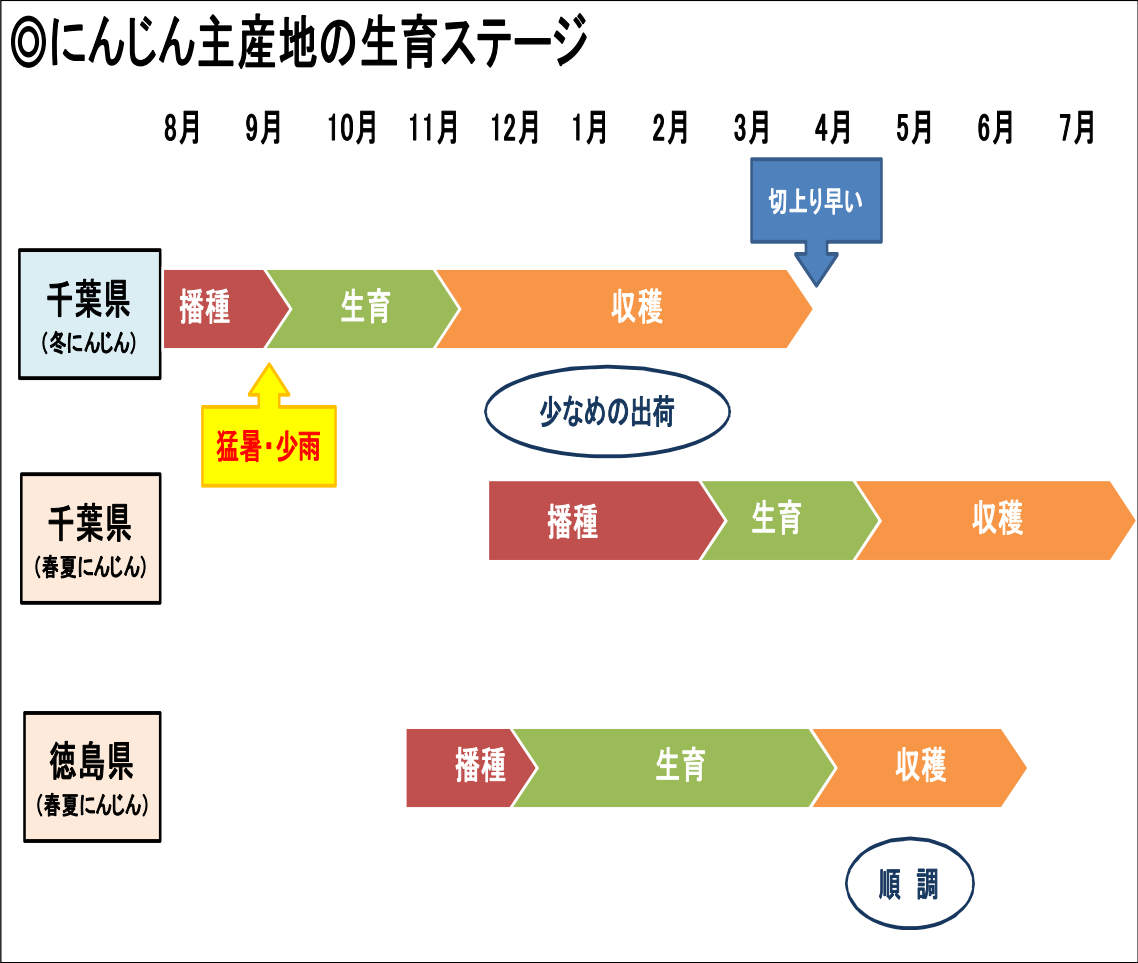 ◎にんじん主産地の生育ステージ
8月 9月 10月 11月 12月 1月 2月 3月 4月 5月 6月 7月
切上り早い
千葉県
（冬にんじん）
播種 生育 収穫
猛暑・少雨
少なめの出荷
千葉県
（春夏にんじん）
播種 生育 収穫
徳島県
（春夏にんじん）
播種 生育 収穫
順 調